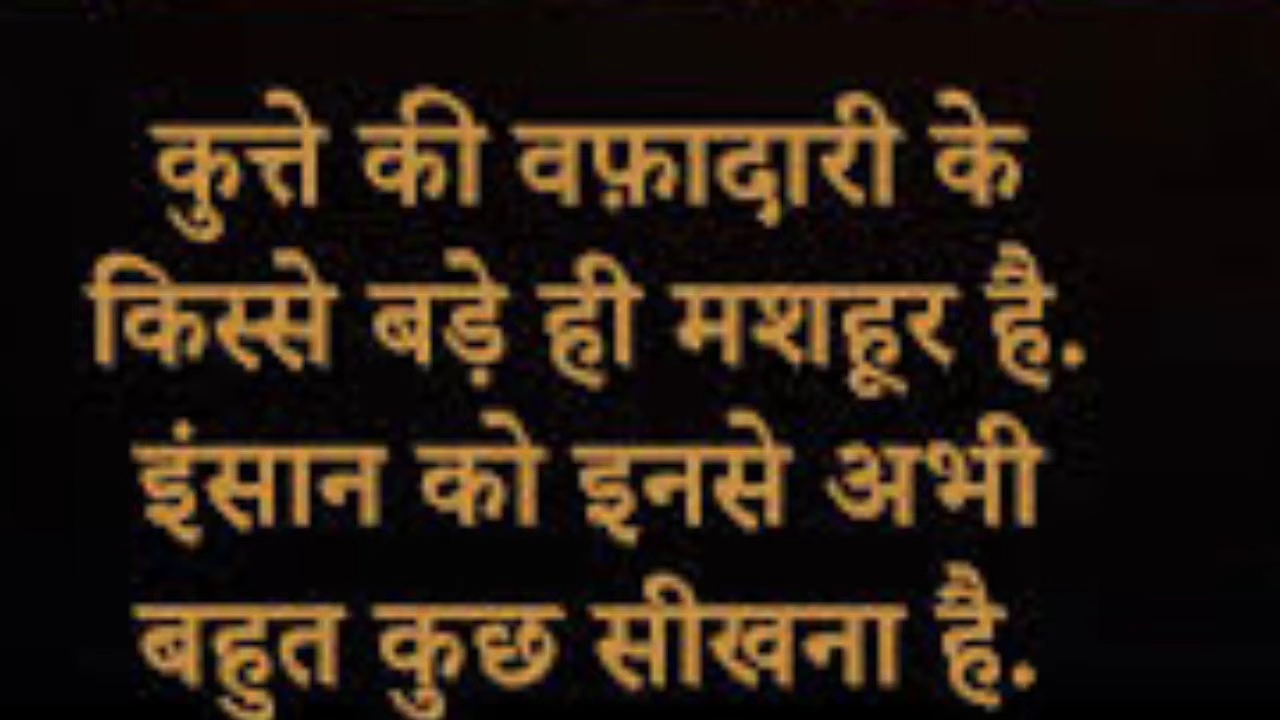 कुत्ते की वफ़ादारी के
किस्से बड़े ही मशहूर है.
इंसान को इनसे अभी
बहुत कुछ सीखना है.